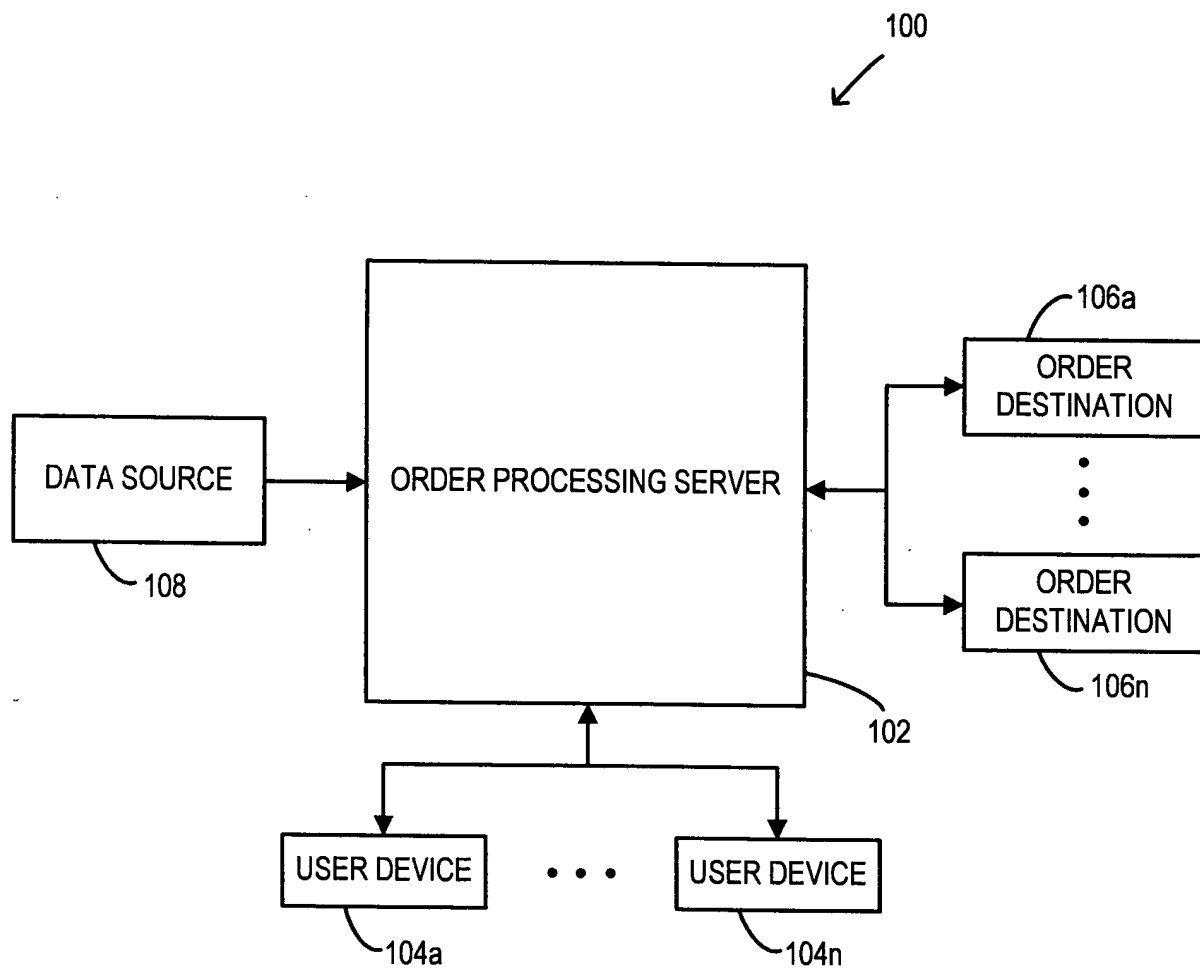 100
106a
ORDER
DESTINATION
DATA SOURCE
ORDER PROCESSING SERVER
108
ORDER
DESTINATION
106n
102
USER DEVICE
USER DEVICE
104a
104n